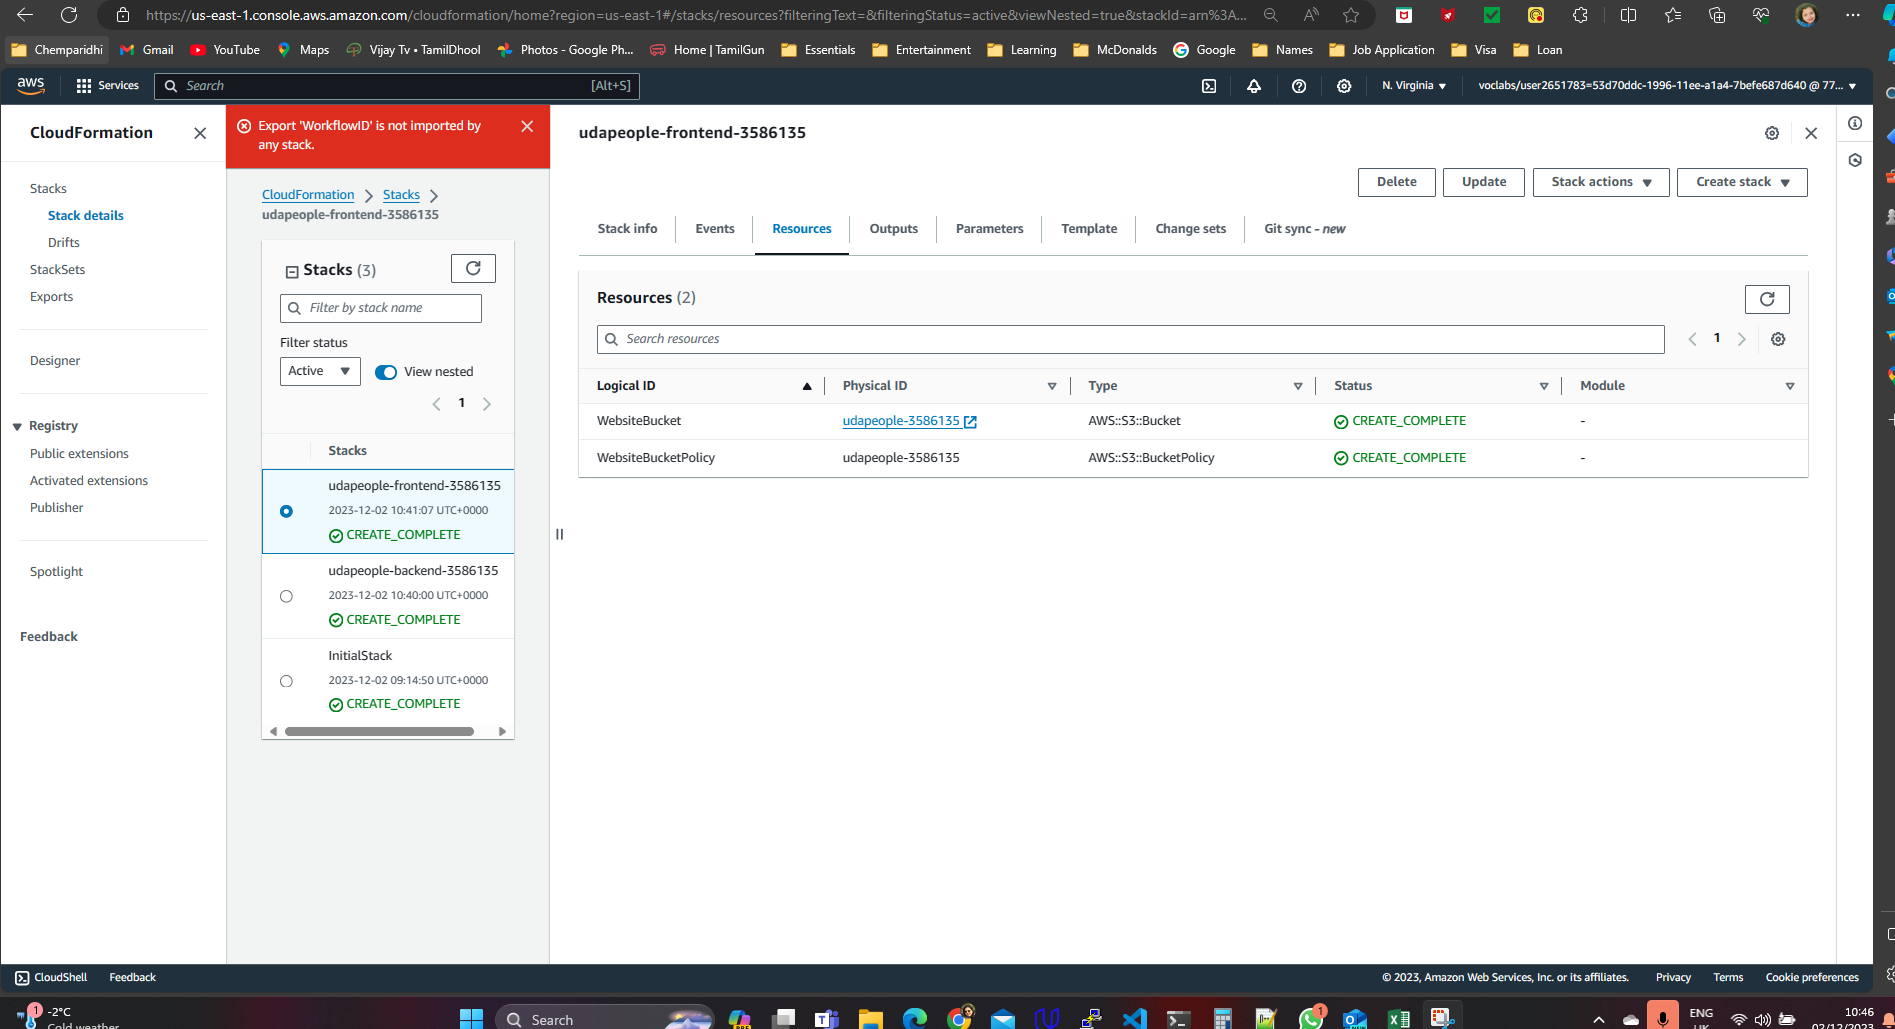 https://us-east-1.console.aws.amazon.com/cloudformation/home?region=us-east-1#/stacks/resources?filteringText=&filteringStatus=active&viewNested=true&stackId=arn%3A...
Chemparidhi
Gmail
YouTube
Maps
Vijay Tv • TamilDhool
Photos - Google Ph...
Home | TamilGun
Essentials
Entertainment
Learning
McDonalds
Google
Names
Job Application
Visa
Loan
aws
Services
Search
[Alt+S]
N. Virginia
voclabs/user2651783=53d70ddc-1996-11ee-a1a4-7befe687d640 @ 77...
CloudFormation
Stacks
Stack details
Drifts
StackSets
Exports
Designer
Registry
Public extensions
Activated extensions
Publisher
Spotlight
Feedback
Export 'WorkflowID' is not imported by
any stack.
CloudFormation
Stacks
udapeople-frontend-3586135
Stacks (3)
Filter by stack name
Filter status
Active
View nested
1
Stacks
udapeople-frontend-3586135
2023-12-02 10:41:07 UTC+0000
CREATE_COMPLETE
udapeople-backend-3586135
2023-12-02 10:40:00 UTC+0000
CREATE_COMPLETE
InitialStack
2023-12-02 09:14:50 UTC+0000
CREATE_COMPLETE
udapeople-frontend-3586135
Delete
Update
Stack actions
Create stack
Stack info
Events
Resources
Outputs
Parameters
Template
Change sets
Git sync - new
Resources (2)
Search resources
1
Logical ID
Physical ID
Type
Status
Module
WebsiteBucket
udapeople-3586135
AWS::S3::Bucket
CREATE_COMPLETE
-
WebsiteBucketPolicy
udapeople-3586135
AWS::S3::BucketPolicy
CREATE_COMPLETE
-
CloudShell
Feedback
© 2023, Amazon Web Services, Inc. or its affiliates.
Privacy
Terms
Cookie preferences
1
-2°C
Cold weather
Search
PRE
1
ENG
UK
10:46
02/12/2023